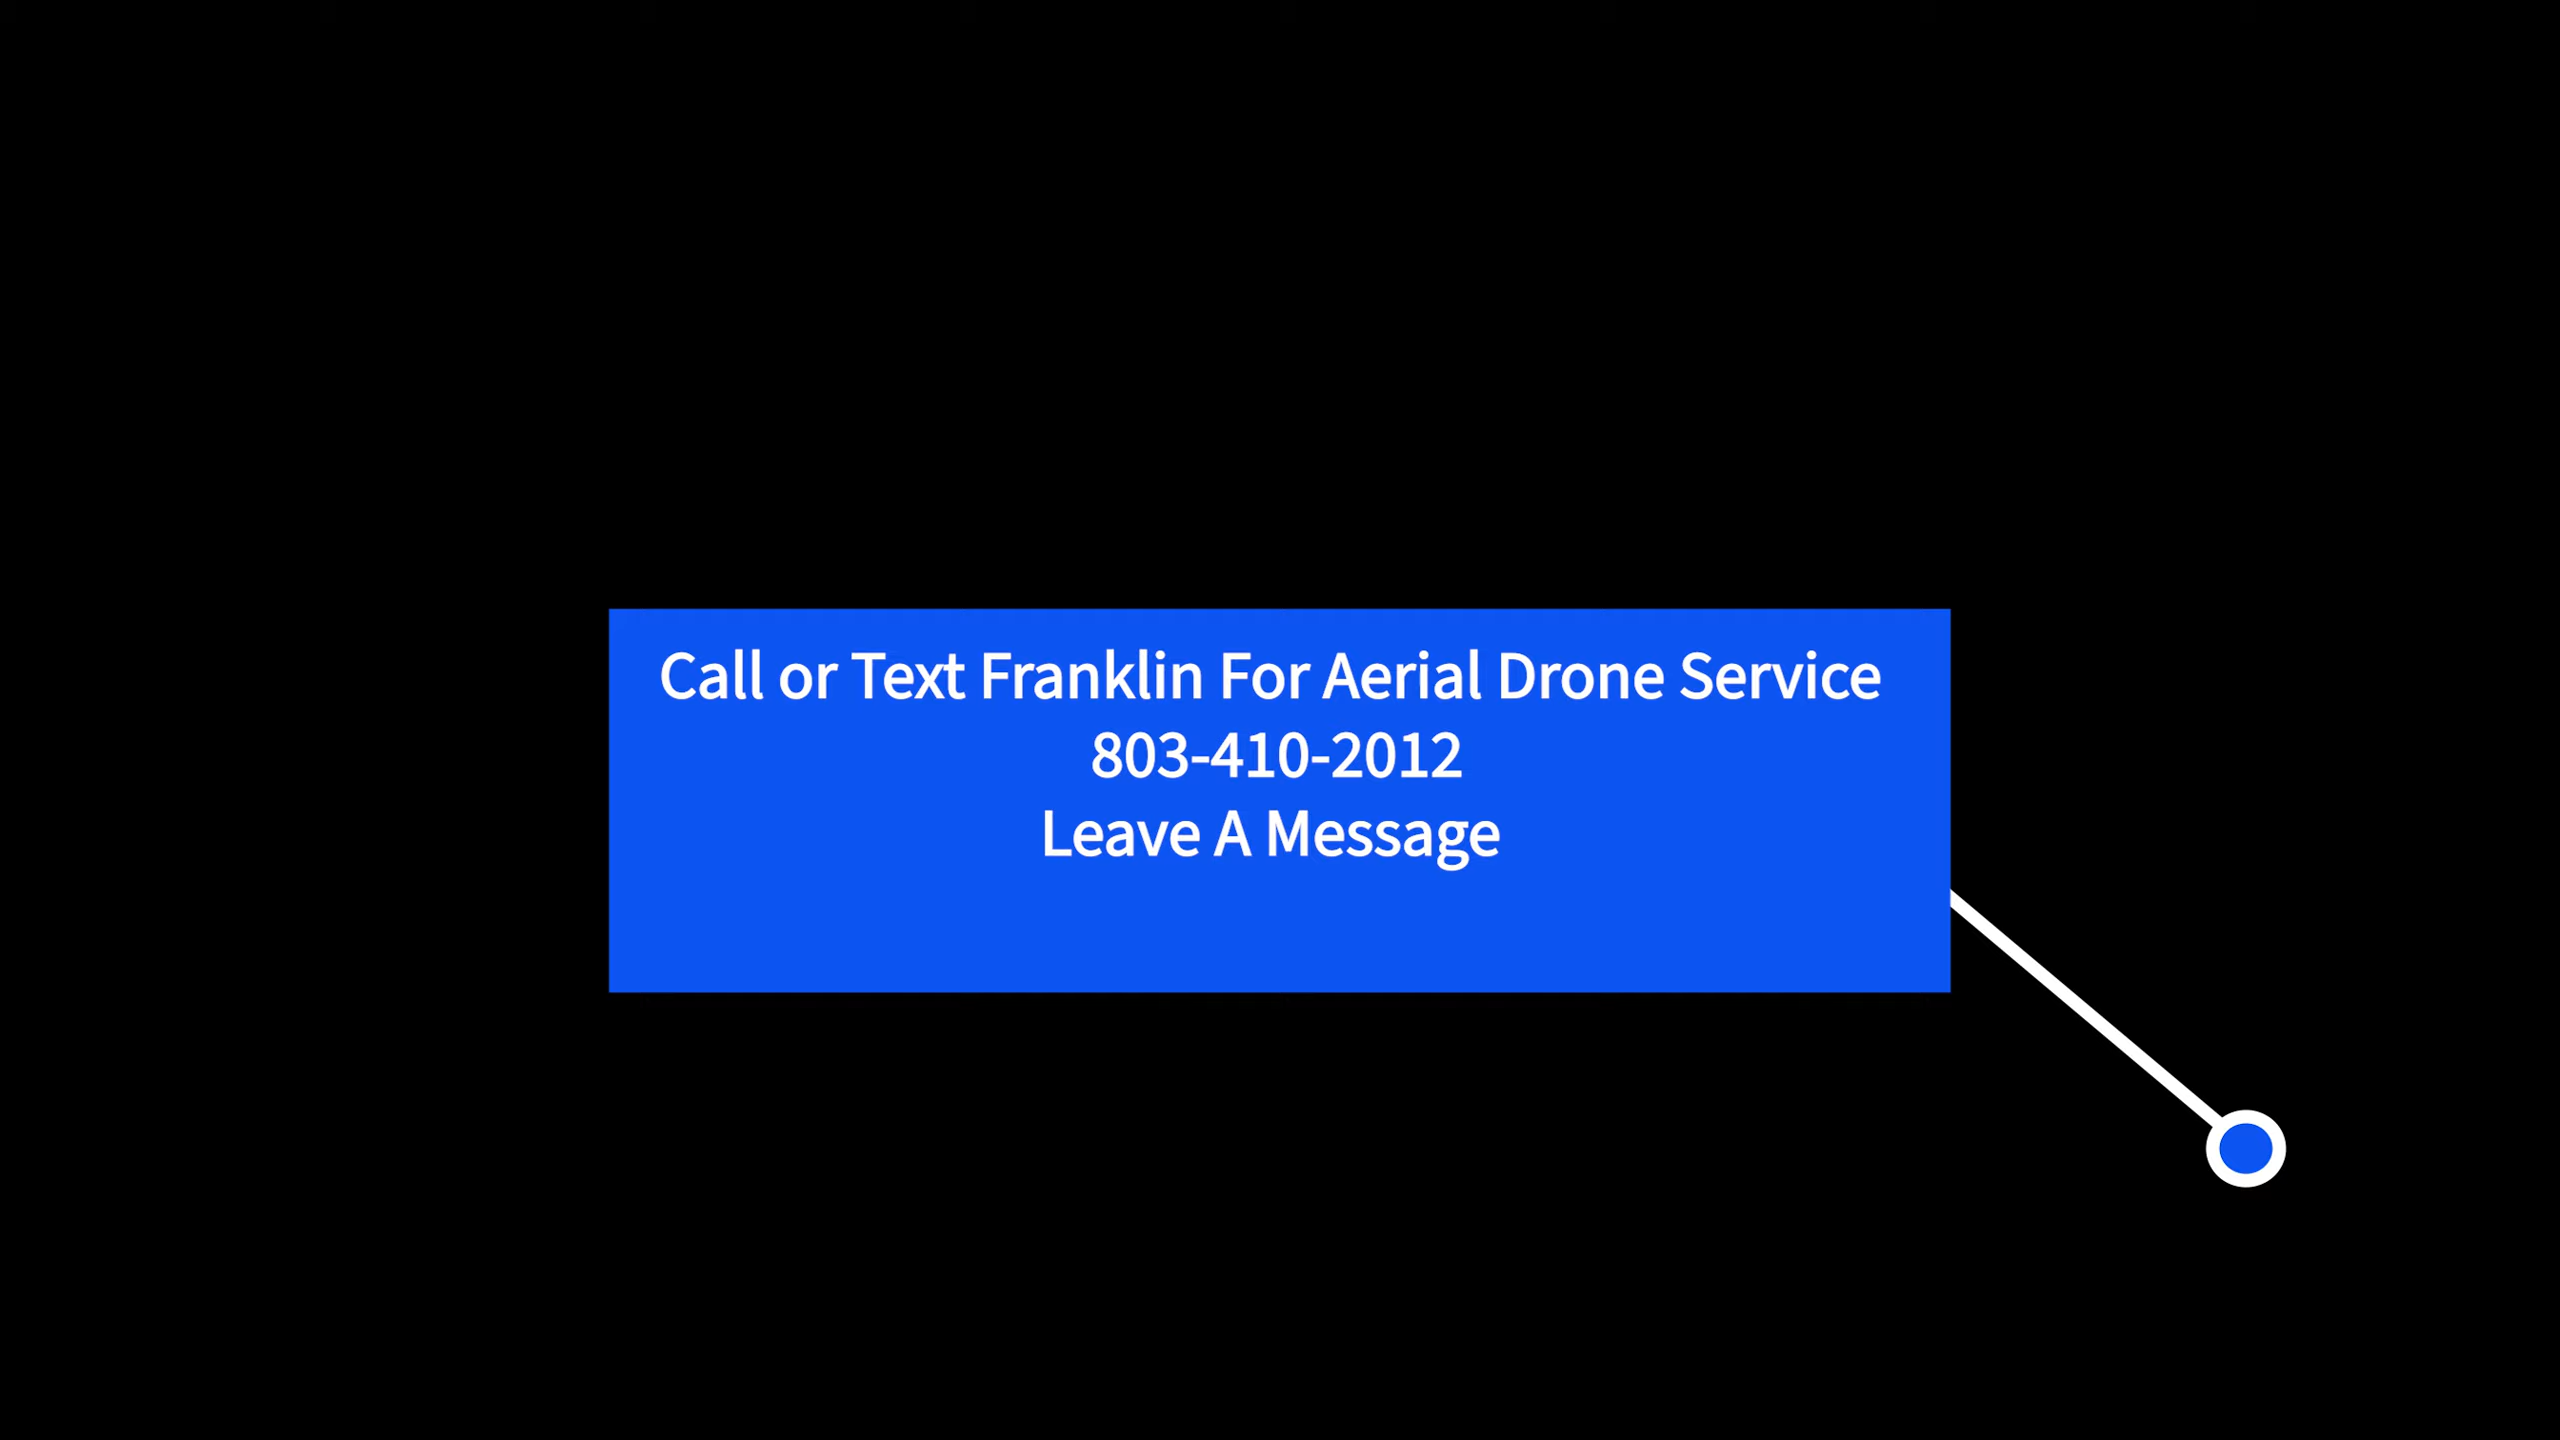 Call or Text Franklin For Aerial Drone Service
803-410-2012
Leave A Message